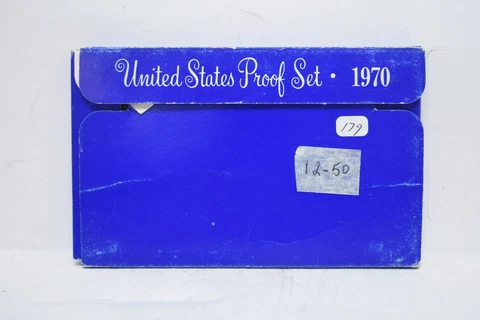 United States Proof Set • 1970
179
12-50